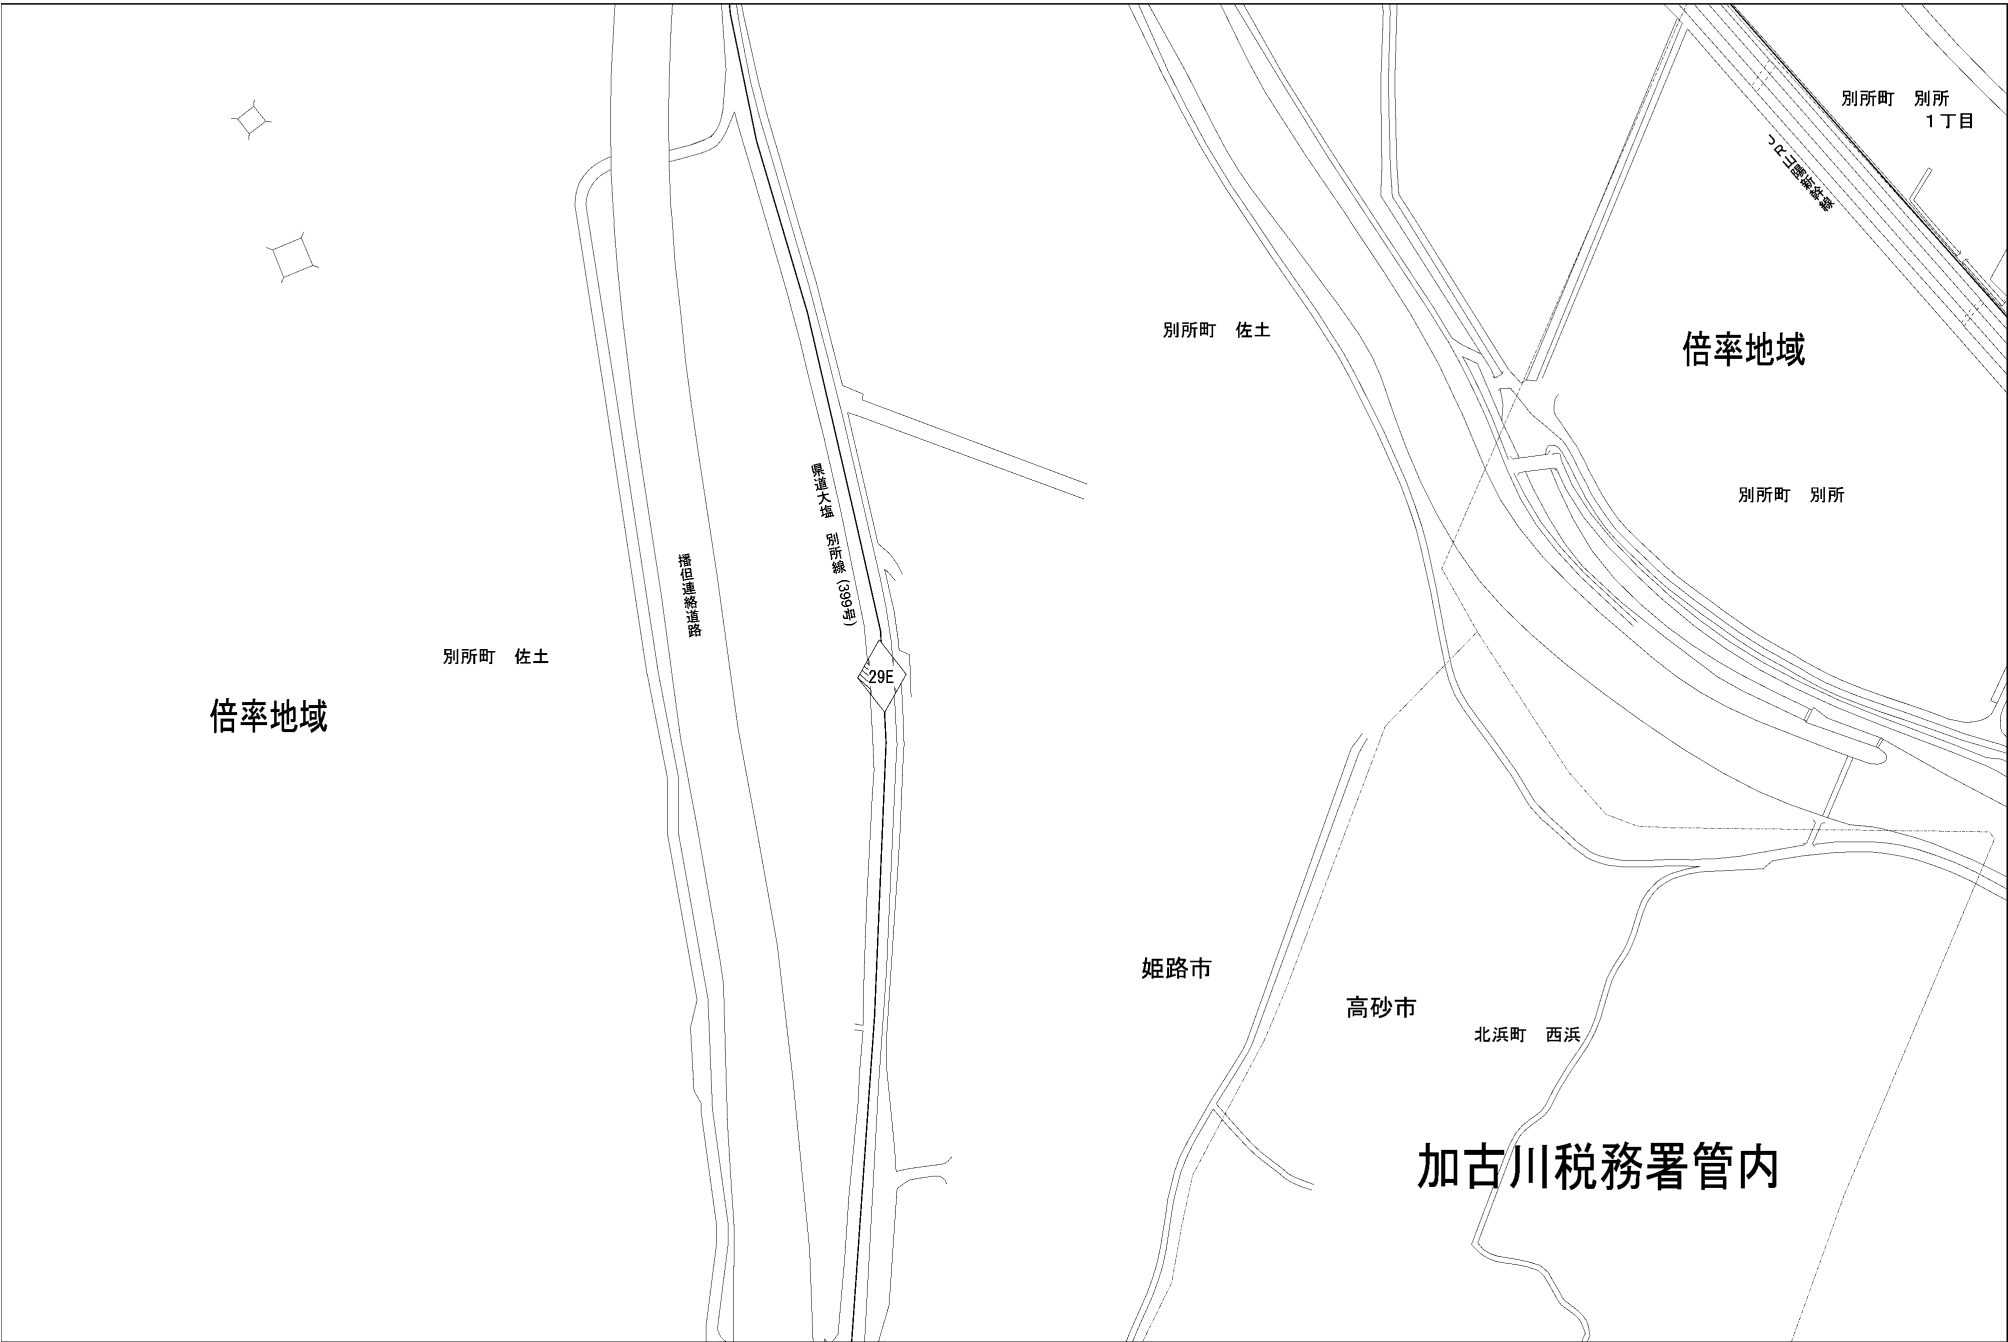 別所町　別所
１丁目
JR山陽新幹線
別所町　佐土
倍率地域
県道大塩　別所線(399号)
別所町　別所
播但連絡道路
別所町　佐土
29E
倍率地域
姫路市
高砂市
北浜町　西浜
加古川税務署管内